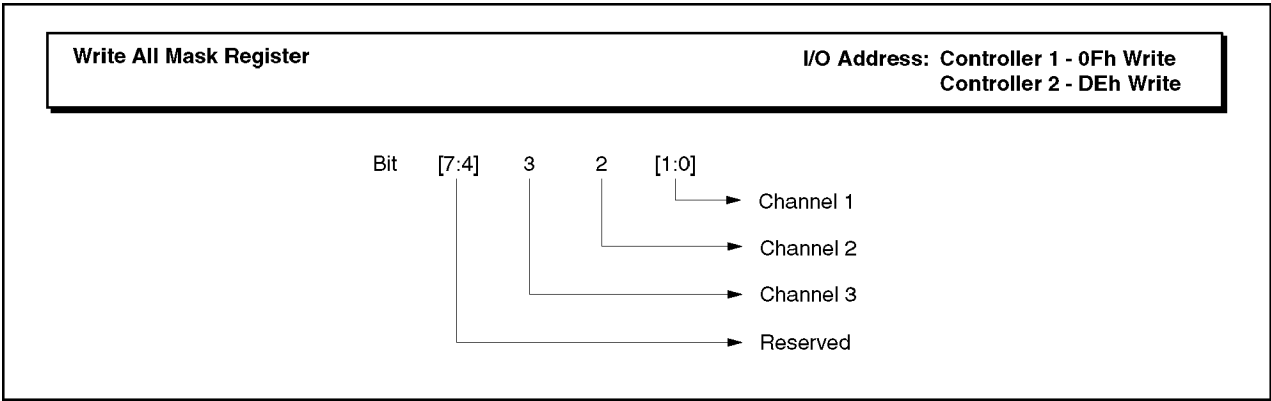 Write All Mask Register
I/O Address: Controller 1 - 0Fh Write
Controller 2 - DEh Write
Bit [7:4] 3 2 [1:0]
Channel 1
Channel 2
Channel 3
Reserved